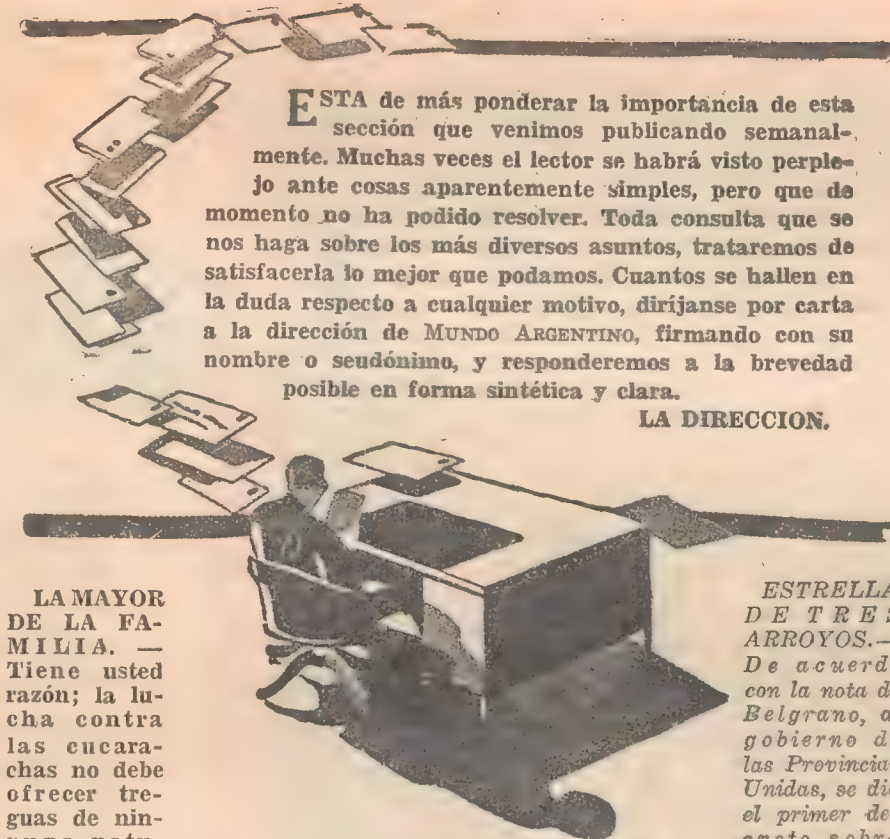 ESTA de más ponderar la importancia de esta
sección que venimos publicando semanal-
mente. Muchas veces el lector se habrá visto perple-
jo ante cosas aparentemente simples, pero que de
momento no ha podido resolver. Toda consulta que se
nos haga sobre los más diversos asuntos, trataremos de
satisfacerla lo mejor que podamos. Cuantos se hallen en
la duda respecto a cualquier motivo, diríjanse por carta
a la dirección de MUNDO ARGENTINO, firmando con su
nombre o seudónimo, y responderemos a la brevedad
posible en forma sintética y clara.
LA DIRECCION.
LA MAYOR
DE LA FA-
MILIA. —
Tiene usted
razón; la lu-
cha contra
las cucara-
chas no debe
ofrecer tre-
guas de nin-
ESTRELLA
DE TRES
ARROYOS.—
De acuerd
con la nota d
Belgrano, a
gobierno d
las Provincia
Unidas, se di
el primer de